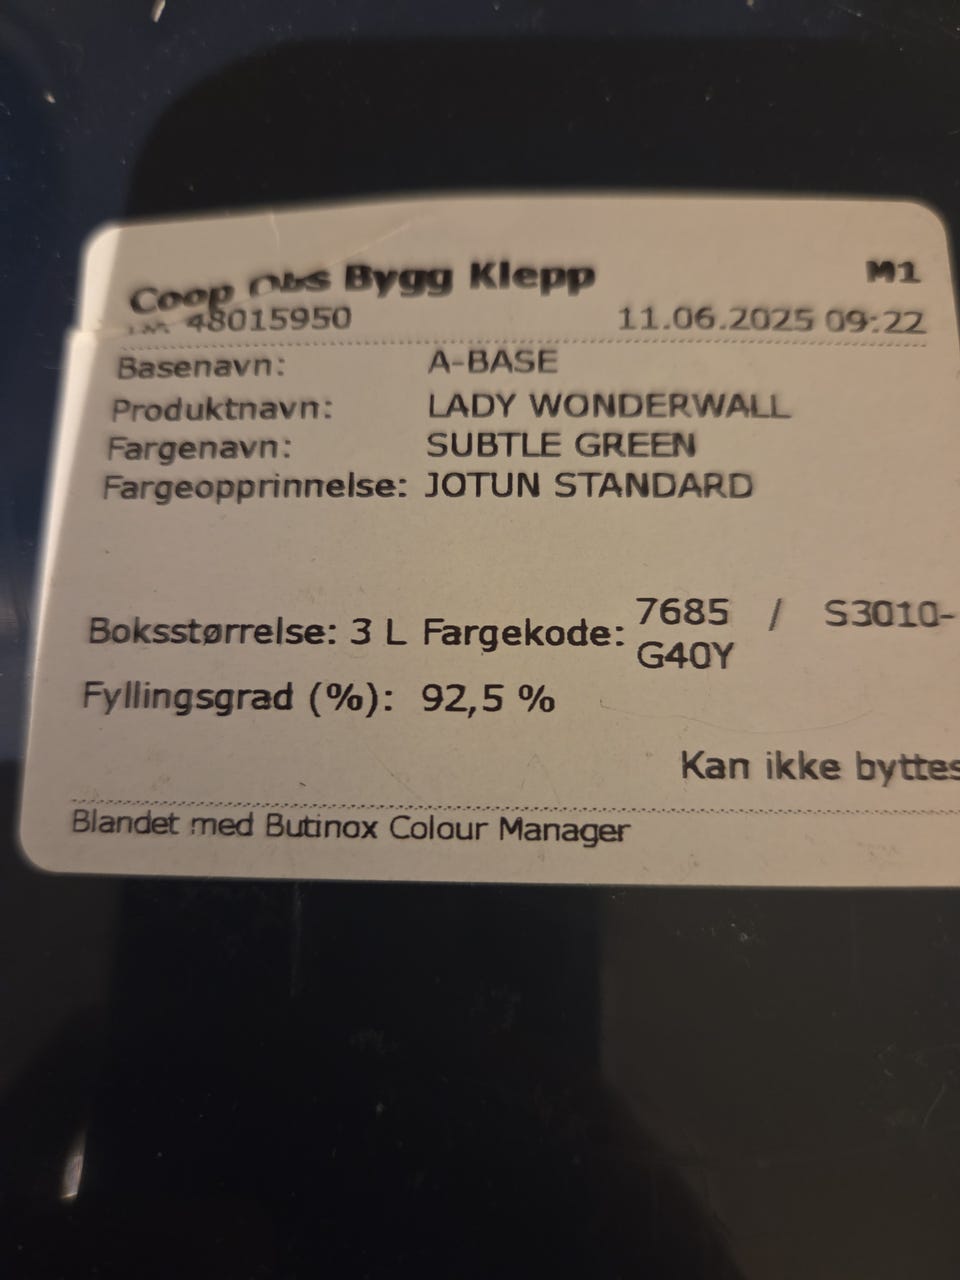 Coop Obs Bygg Klepp M1
48015950 11.06.2025 09:22
Basenavn: A-BASE
Produktnavn: LADY WONDERWALL
Fargenavn: SUBTLE GREEN
Fargeopprinnelse: JOTUN STANDARD
Boksstørrelse: 3 L Fargekode: 7685 / S3010-
G40Y
Fyllingsgrad (%): 92,5 %
Kan ikke byttes
Blandet med Butinox Colour Manager